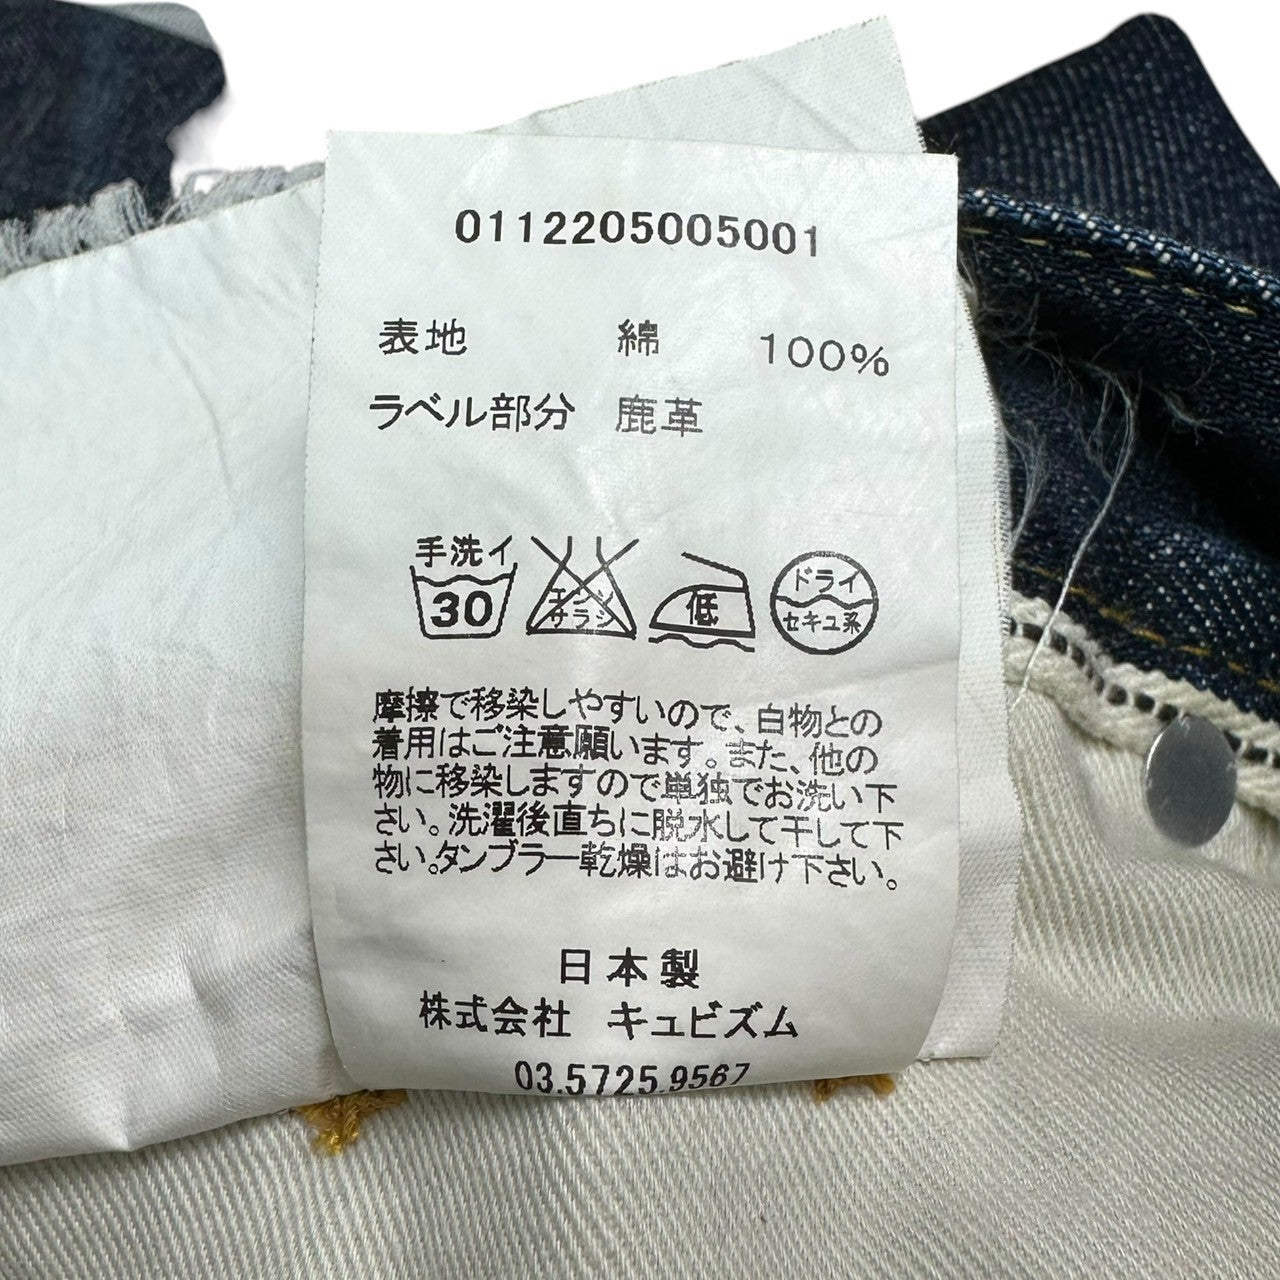 0112205005001
表地 綿 100%
ラベル部分 鹿革
手洗イ
30
エンソ
サラシ
低
ドライ
セキユ系
摩擦で移染しやすいので、白物との
着用はご注意願います。また、他の
物に移染しますので単独でお洗い下
さい。洗濯後直ちに脱水して干して下
さい。タンブラー乾燥はお避け下さい。
日本製
株式会社 キュビズム
03.5725.9567